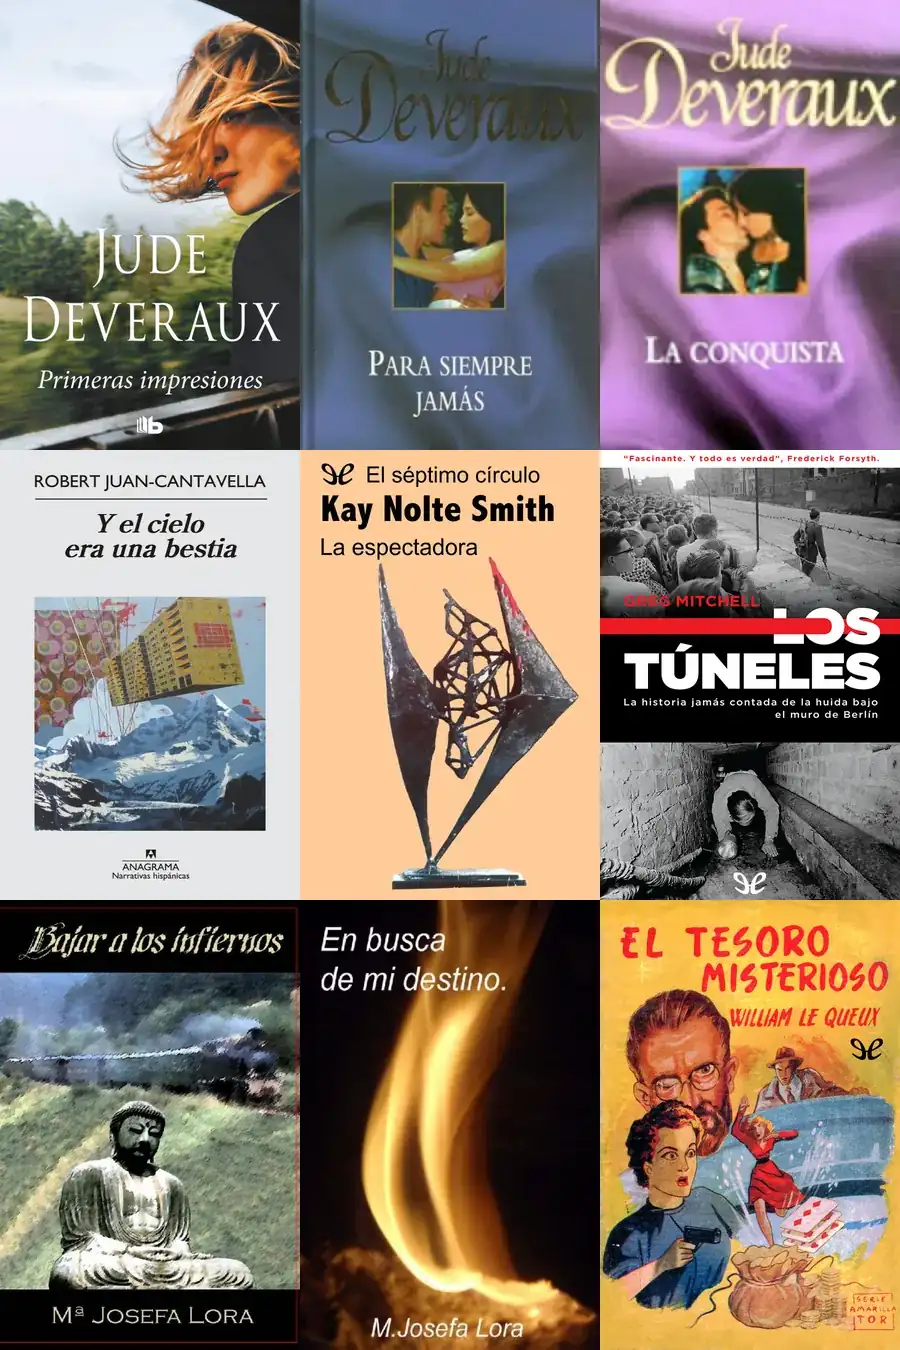 JUDE
DEVERAUX
Primeras impresiones
b
Jude
Deveraux
PARA SIEMPRE
JAMÁS
Jude
Deveraux
LA CONQUISTA
ROBERT JUAN-CANTAVELLA
Y el cielo
era una bestia
ANAGRAMA
Narrativas hispánicas
El séptimo círculo
Kay Nolte Smith
La espectadora
“Fascinante. Y todo es verdad”, Frederick Forsyth.
GREG MITCHELL
LOS
TÚNELES
La historia jamás contada de la huida bajo
el muro de Berlín
Bajar a los infiernos
Mª JOSEFA LORA
En busca
de mi destino.
M.Josefa Lora
EL TESORO
MISTERIOSO
WILLIAM LE QUEUX
SERIE
AMARILLA
TOR